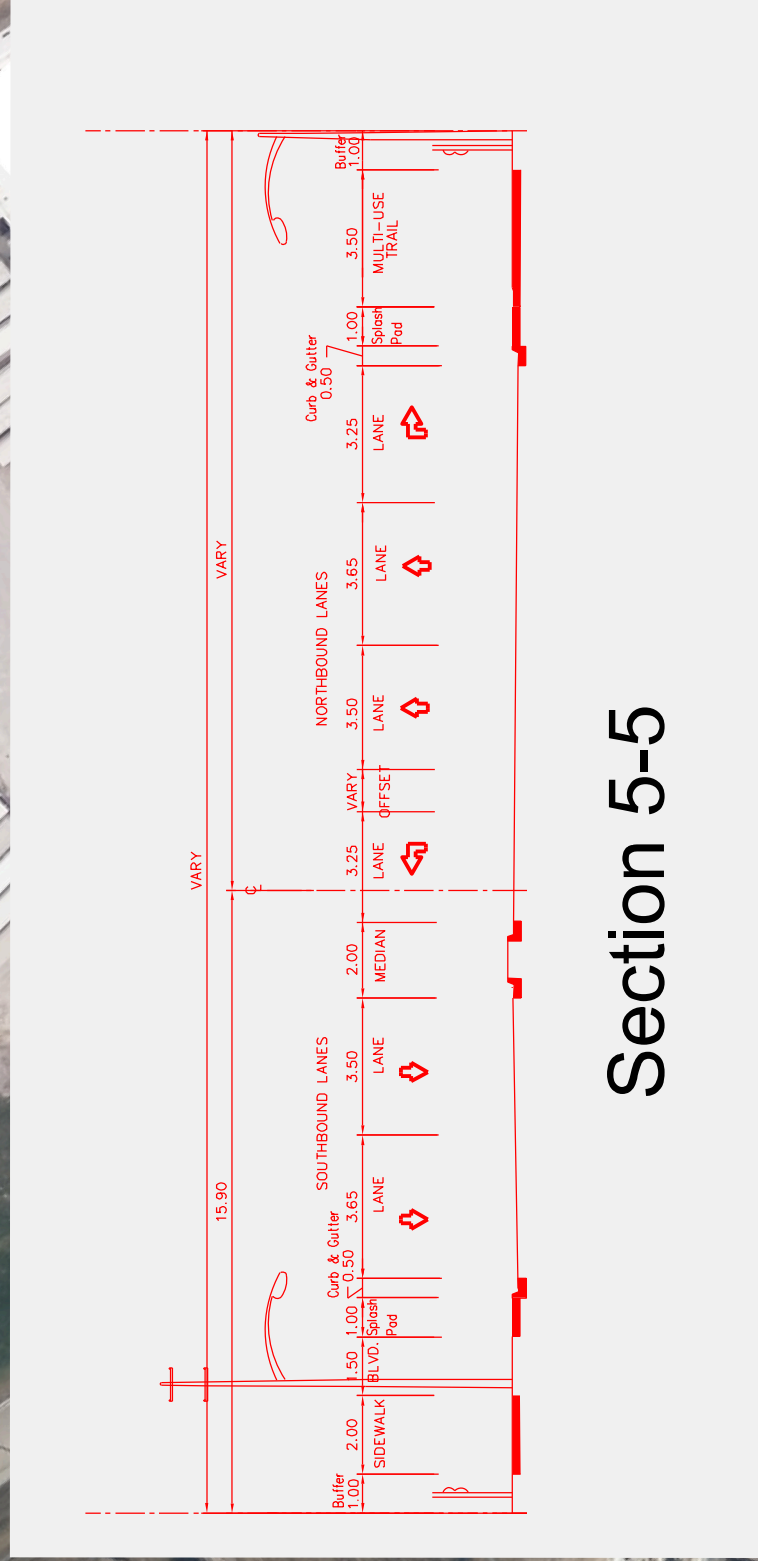 VARY
15.90
VARY
C
L
SOUTHBOUND LANES
NORTHBOUND LANES
Buffer
1.00
2.00
SIDEWALK
1.50
BLVD.
1.00
Splash
Pad
Curb & Gutter
0.50
3.65
LANE
3.50
LANE
2.00
MEDIAN
3.25
LANE
VARY
OFFSET
3.50
LANE
3.65
LANE
3.25
LANE
Curb & Gutter
0.50
1.00
Splash
Pad
3.50
MULTI-USE
TRAIL
Buffer
1.00
Section 5-5